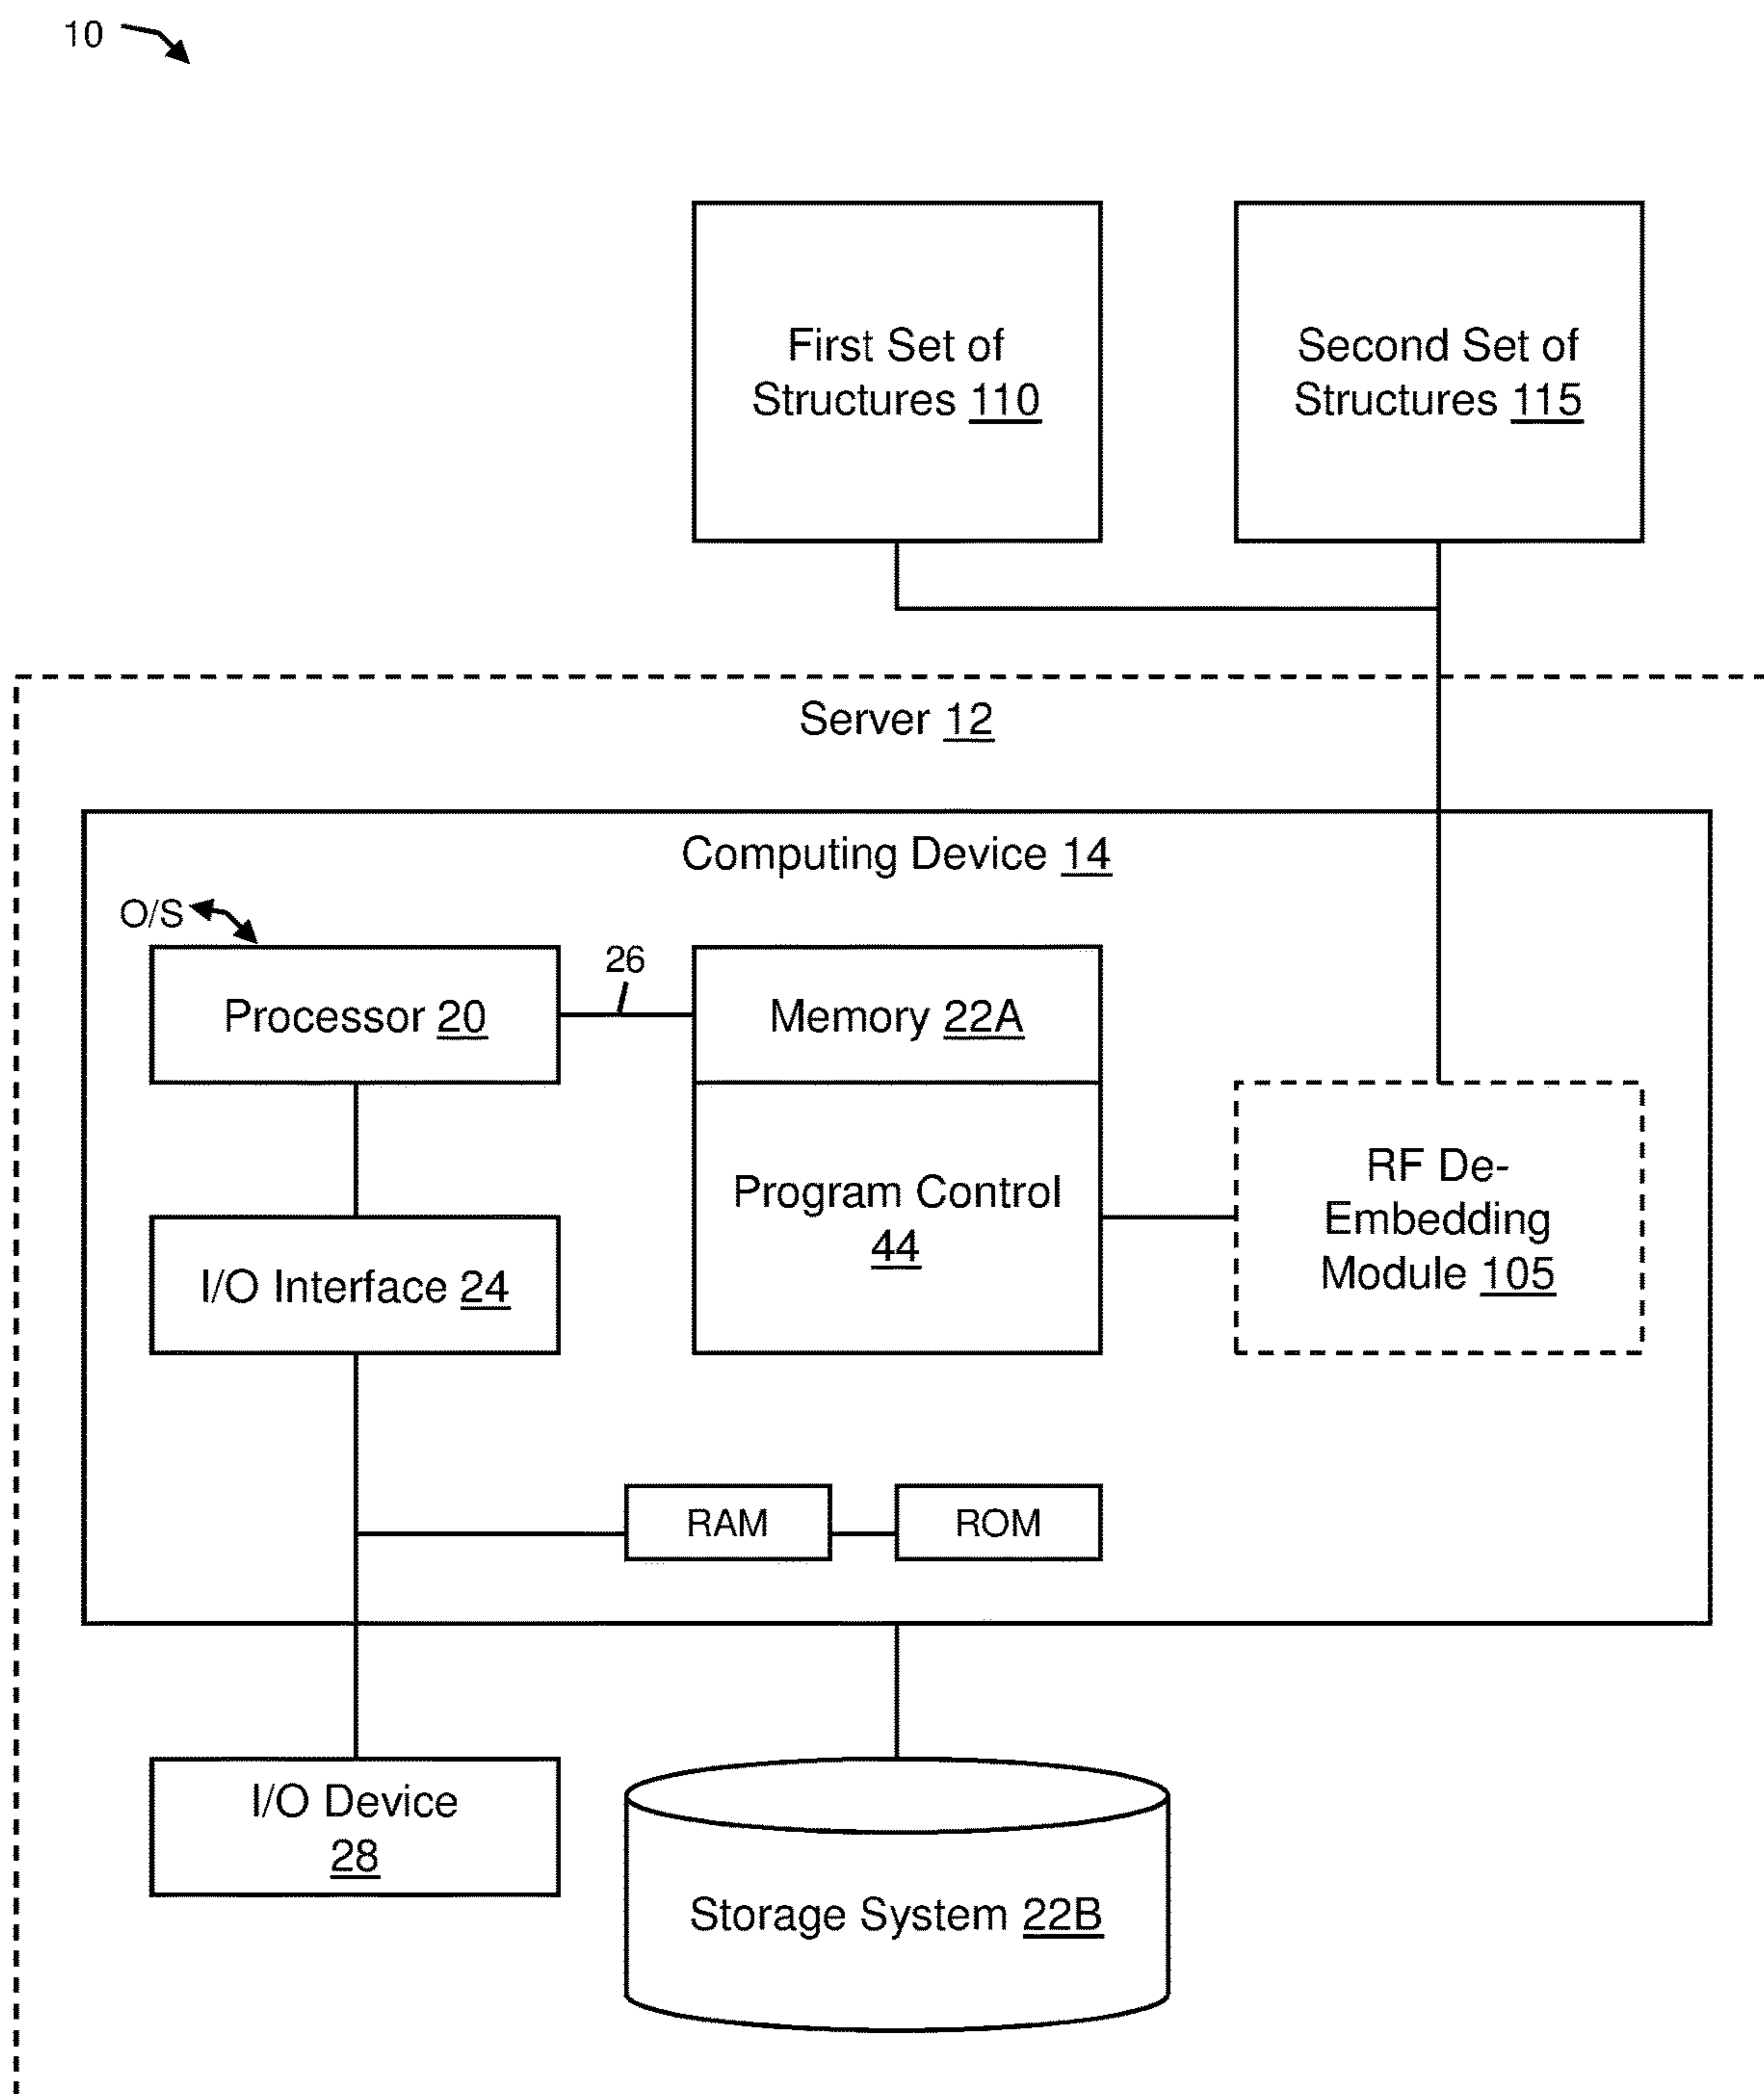 10
First Set of
Structures 110
Second Set of
Structures 115
Server 12
Computing Device 14
O/S
26
Processor 20
Memory 22A
Program Control
44
I/O Interface 24
RF De-
Embedding
Module 105
RAM
ROM
I/O Device
28
Storage System 22B